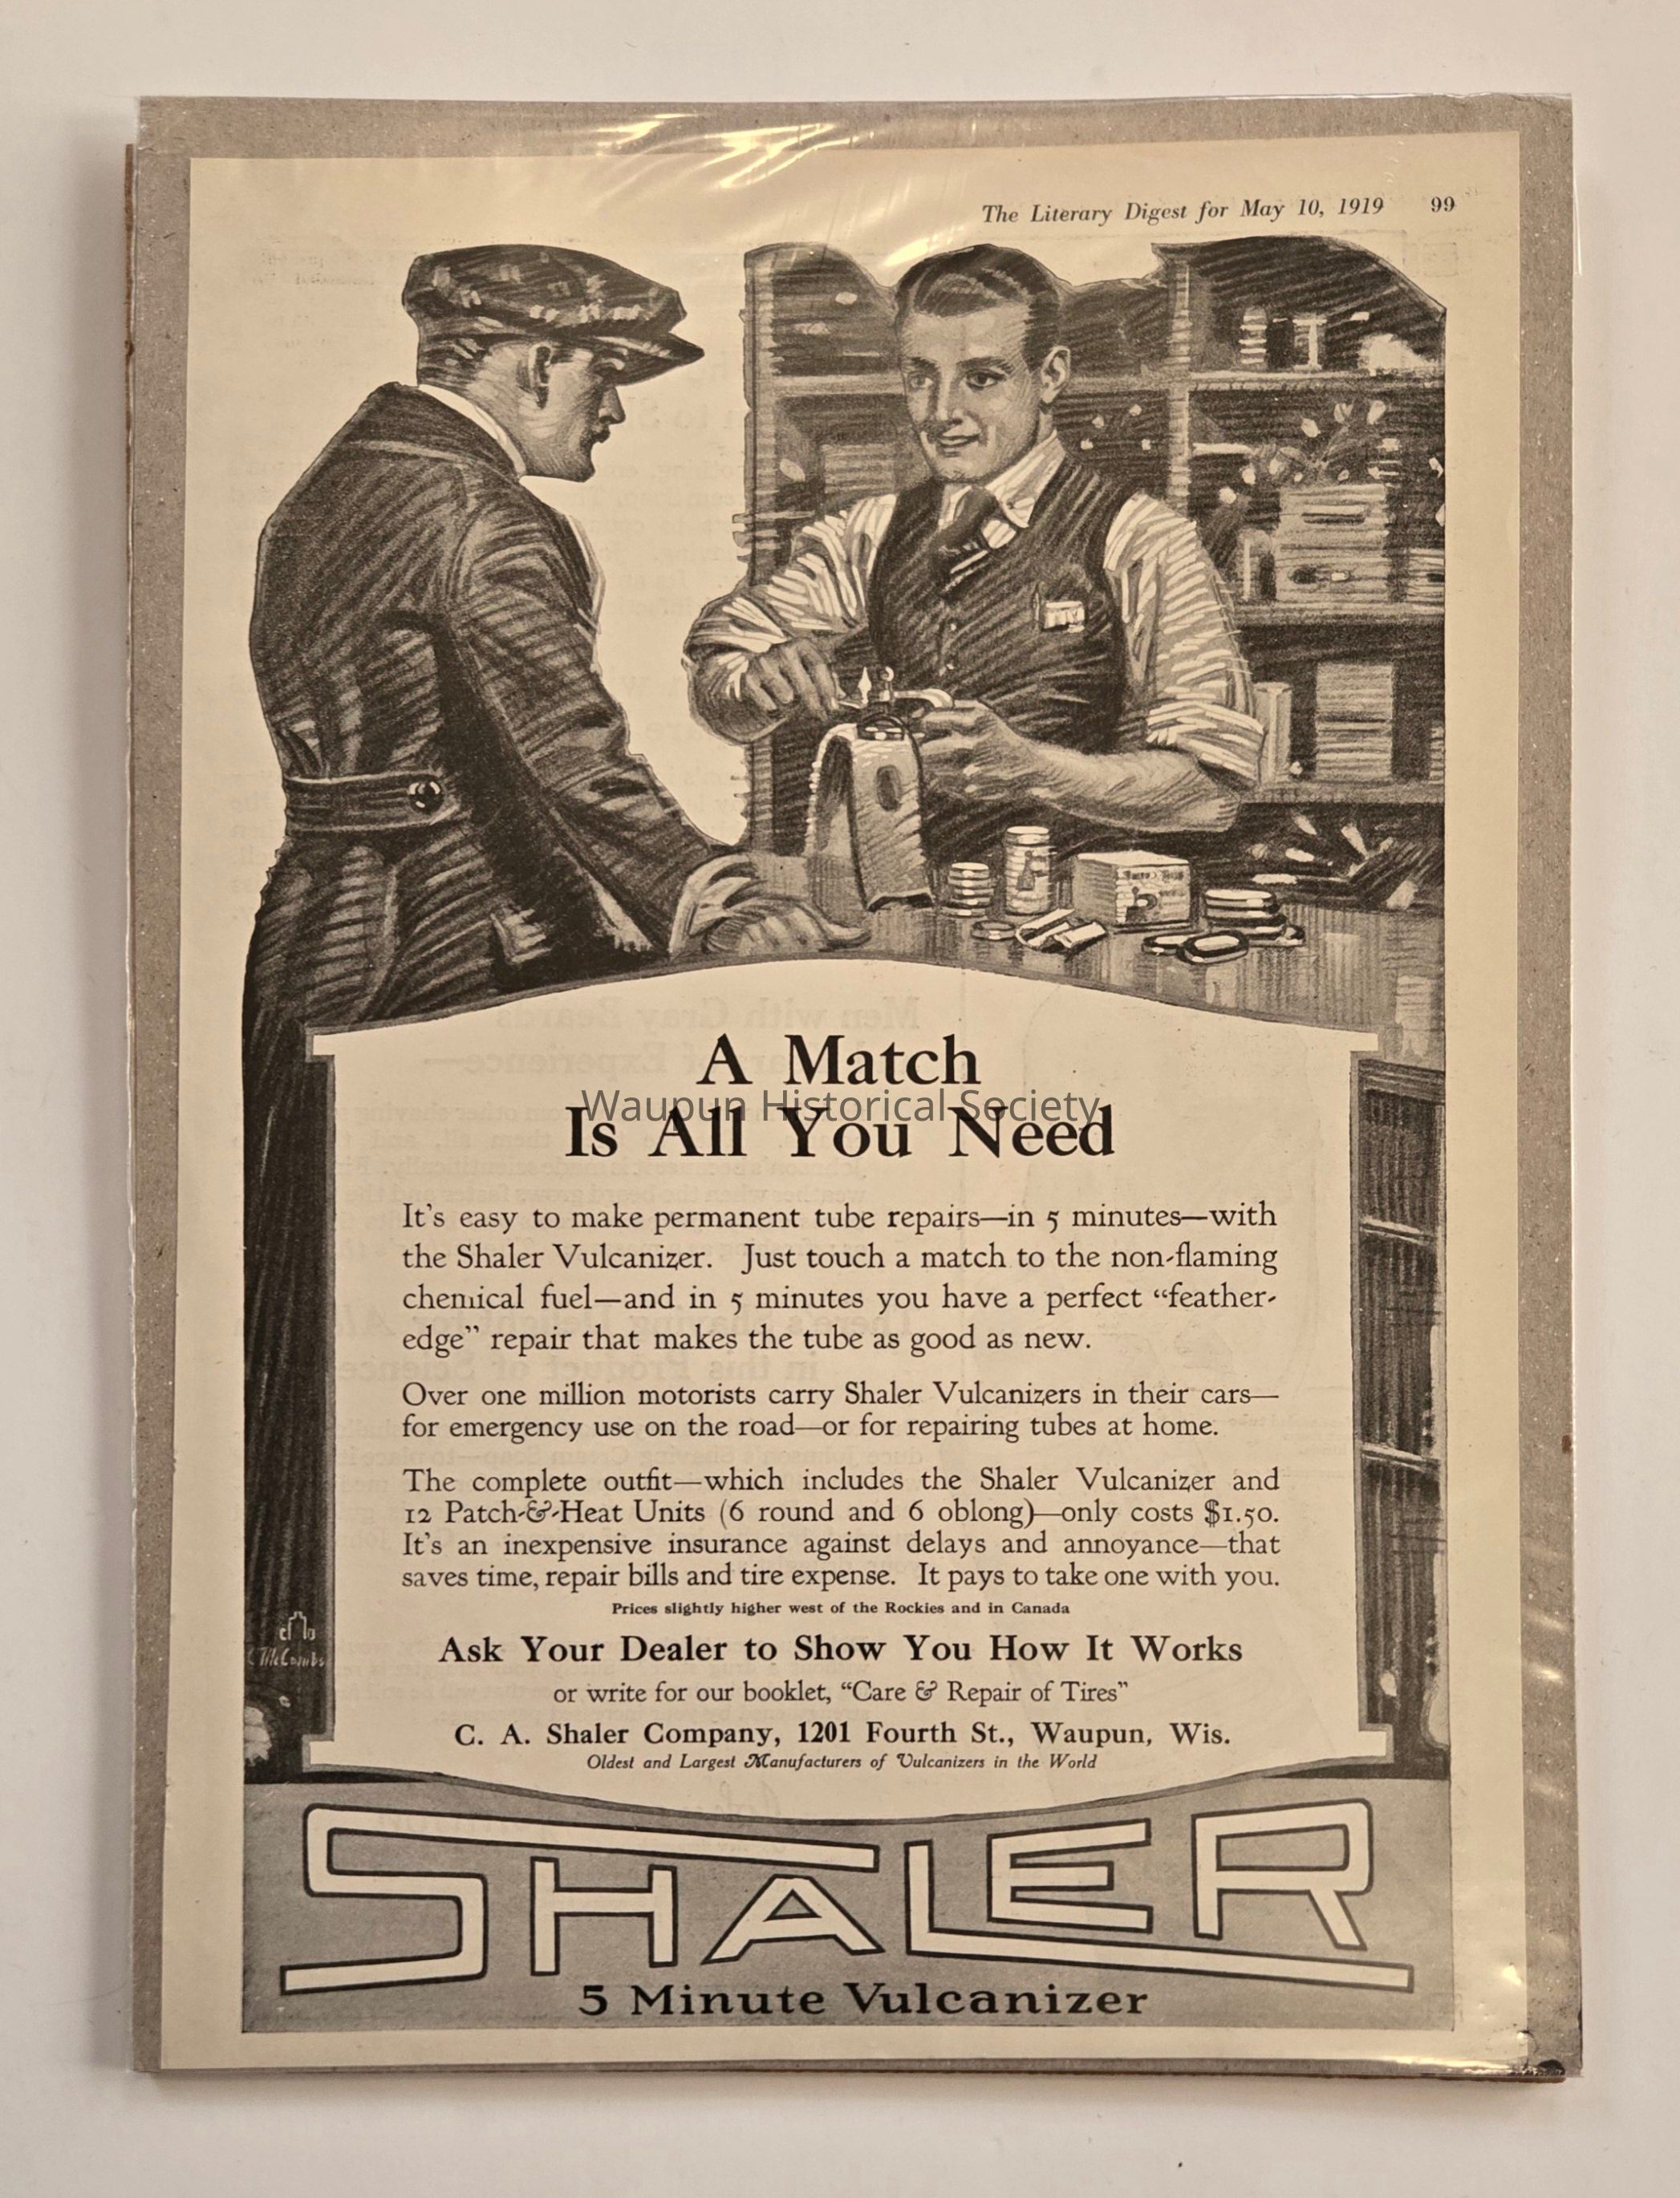 The Literary Digest for May 10, 1919 99
A Match
Waupun Historical Society
Is All You Need
It's easy to make permanent tube repairs—in 5 minutes—with
the Shaler Vulcanizer. Just touch a match to the non-flaming
chemical fuel—and in 5 minutes you have a perfect “feather-
edge” repair that makes the tube as good as new.
Over one million motorists carry Shaler Vulcanizers in their cars—
for emergency use on the road—or for repairing tubes at home.
The complete outfit—which includes the Shaler Vulcanizer and
12 Patch-&-Heat Units (6 round and 6 oblong)—only costs $1.50.
It's an inexpensive insurance against delays and annoyance—that
saves time, repair bills and tire expense. It pays to take one with you.
Prices slightly higher west of the Rockies and in Canada
Ask Your Dealer to Show You How It Works
or write for our booklet, “Care & Repair of Tires”
C. A. Shaler Company, 1201 Fourth St., Waupun, Wis.
Oldest and Largest Manufacturers of Vulcanizers in the World
SHALER
5 Minute Vulcanizer